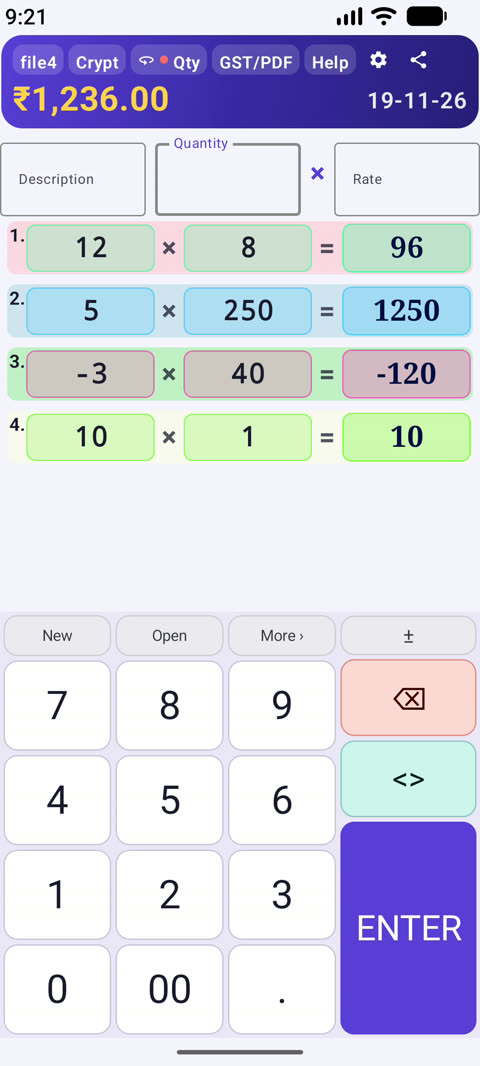 9:21
file4 Crypt Qty GST/PDF Help
₹1,236.00 19-11-26
Description Quantity × Rate
1. 12 × 8 = 96
2. 5 × 250 = 1250
3. -3 × 40 = -120
4. 10 × 1 = 10
New Open More › ±
7 8 9
4 5 6 <>
1 2 3 ENTER
0 00 .